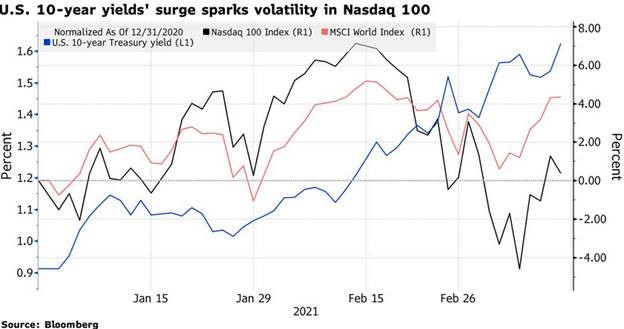 U.S. 10-year yields' surge sparks volatility in Nasdaq 100
Normalized As Of 12/31/2020 Nasdaq 100 Index (R1) MSCI World Index (R1)
U.S. 10-year Treasury yield (L1)
8.00
1.6
6.00
1.5
4.00
1.4
1.3
2.00
1.2
0.00
1.1
-2.00
1.0
-4.00
0.9
Percent
Percent
Jan 15 Jan 29 Feb 15 Feb 26
2021
Source: Bloomberg